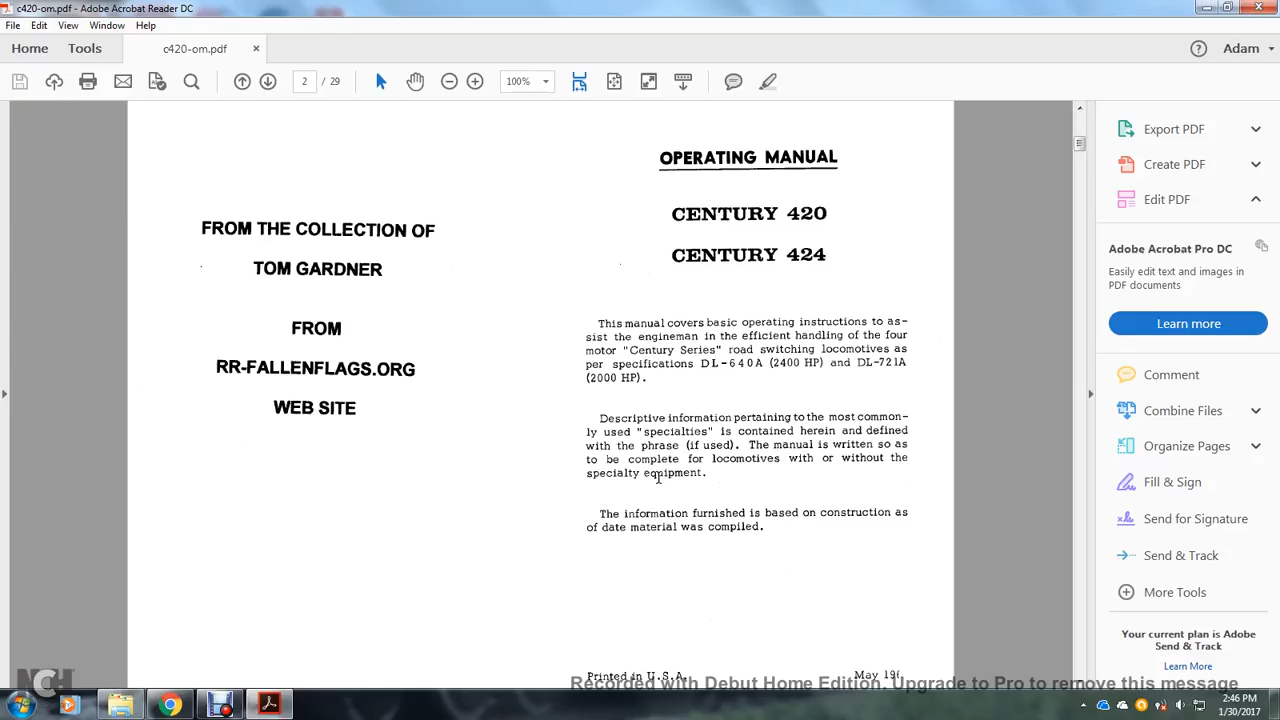 c420-om.pdf - Adobe Acrobat Reader DC
File Edit View Window Help
Home Tools c420-om.pdf × Adam
2 / 29 100%
FROM THE COLLECTION OF
TOM GARDNER
FROM
RR-FALLENFLAGS.ORG
WEB SITE
OPERATING MANUAL
CENTURY 420
CENTURY 424
This manual covers basic operating instructions to as-
sist the engineman in the efficient handling of the four
motor "Century Series" road switching locomotives as
per specifications DL-640A (2400 HP) and DL-721A
(2000 HP).
Descriptive information pertaining to the most common-
ly used "specialties" is contained herein and defined
with the phrase (if used). The manual is written so as
to be complete for locomotives with or without the
specialty equipment.
The information furnished is based on construction as
of date material was compiled.
Printed in U.S.A. May
Export PDF
Create PDF
Edit PDF
Adobe Acrobat Pro DC
Easily edit text and images in
PDF documents
Learn more
Comment
Combine Files
Organize Pages
Fill & Sign
Send for Signature
Send & Track
More Tools
Your current plan is Adobe
Send & Track
Learn More
NCH
Recorded with Debut Home Edition. Upgrade to Pro to remove this message
2:46 PM
1/30/2017